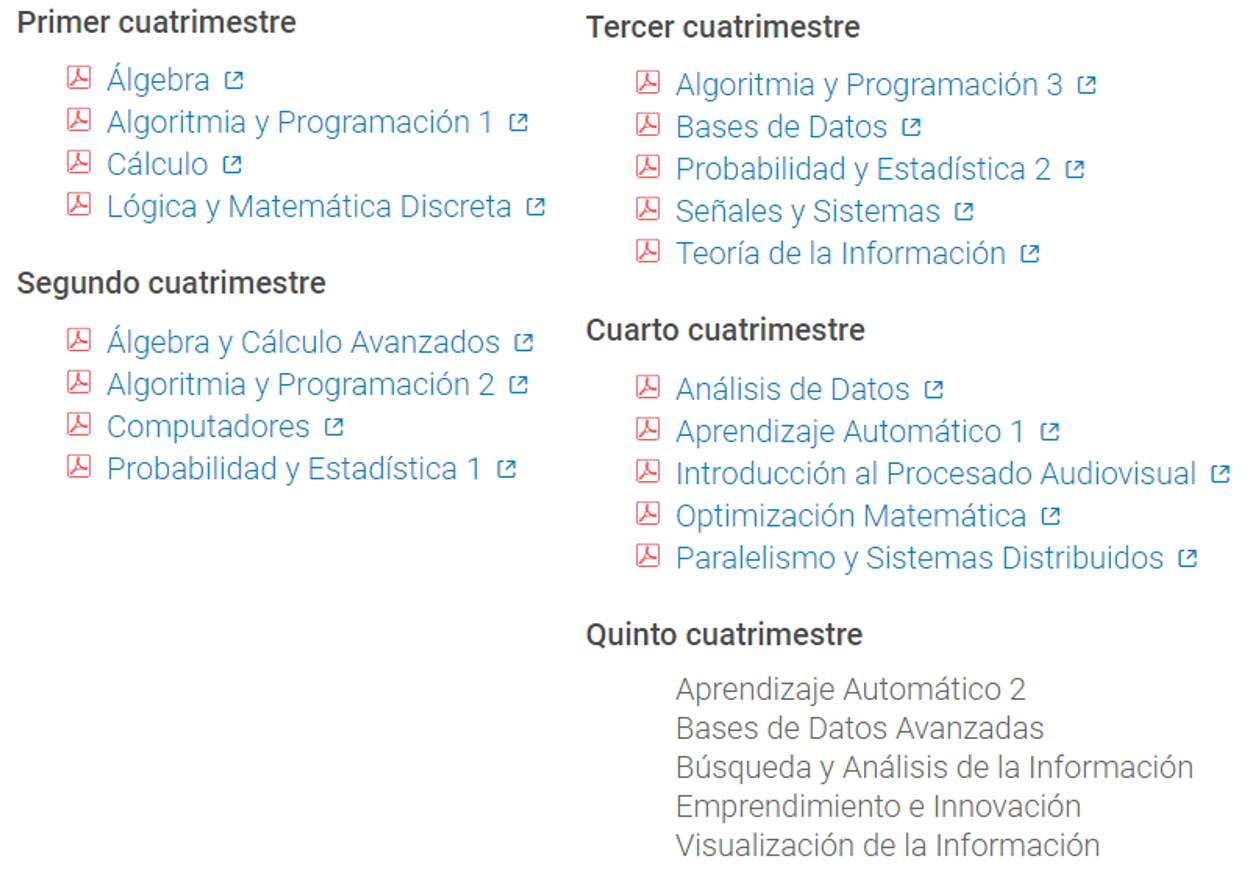 Primer cuatrimestre
Álgebra
Algoritmia y Programación 1
Cálculo
Lógica y Matemática Discreta
Segundo cuatrimestre
Álgebra y Cálculo Avanzados
Algoritmia y Programación 2
Computadores
Probabilidad y Estadística 1
Tercer cuatrimestre
Algoritmia y Programación 3
Bases de Datos
Probabilidad y Estadística 2
Señales y Sistemas
Teoría de la Información
Cuarto cuatrimestre
Análisis de Datos
Aprendizaje Automático 1
Introducción al Procesado Audiovisual
Optimización Matemática
Paralelismo y Sistemas Distribuidos
Quinto cuatrimestre
Aprendizaje Automático 2
Bases de Datos Avanzadas
Búsqueda y Análisis de la Información
Emprendimiento e Innovación
Visualización de la Información